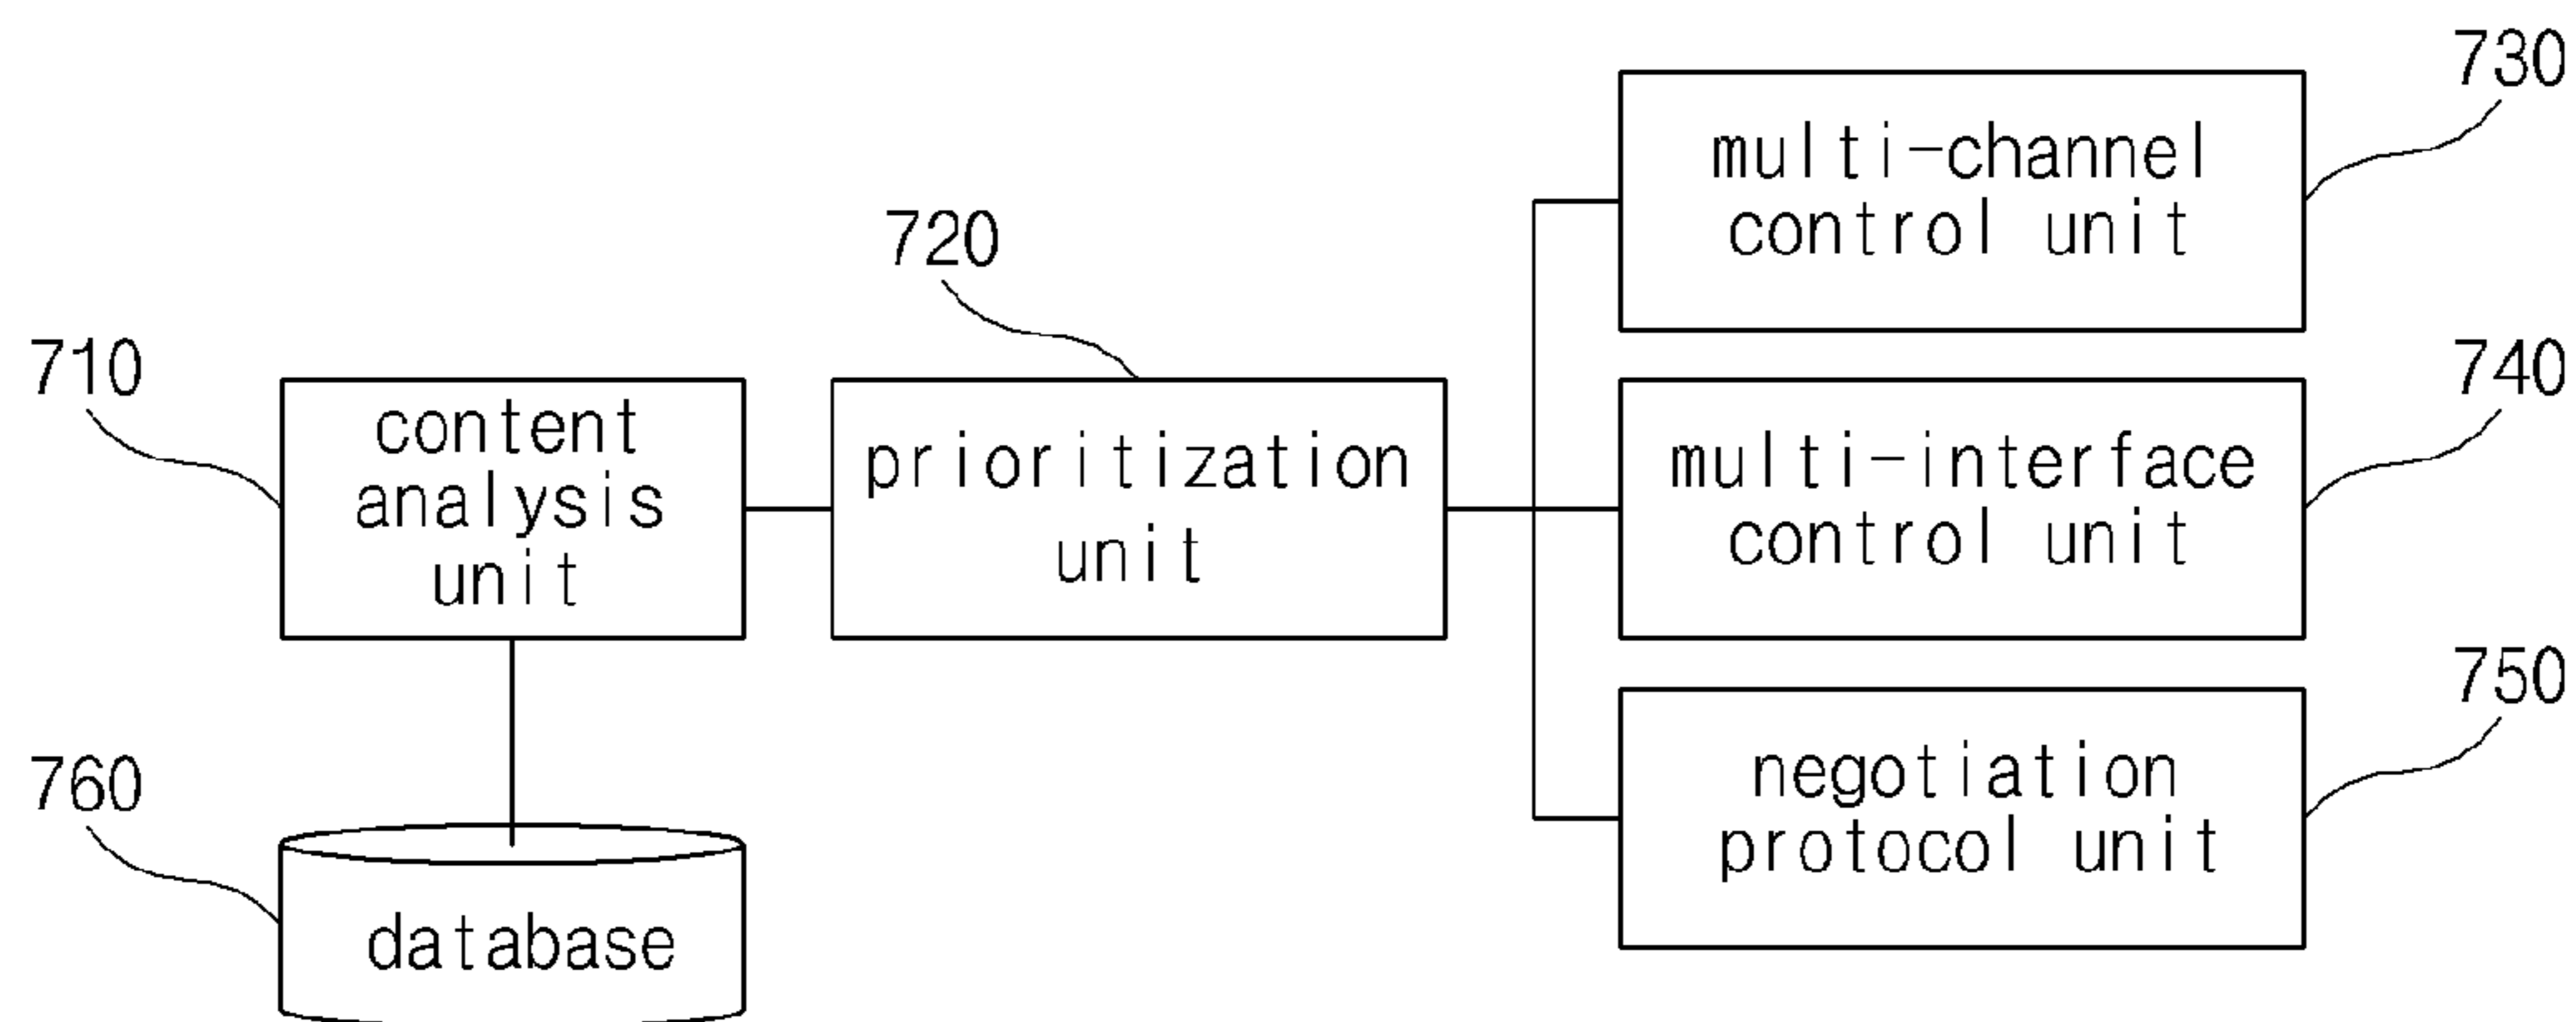 730
multi-channel
control unit
720
710
content
analysis
unit
prioritization
unit
740
multi-interface
control unit
750
negotiation
protocol unit
760
database